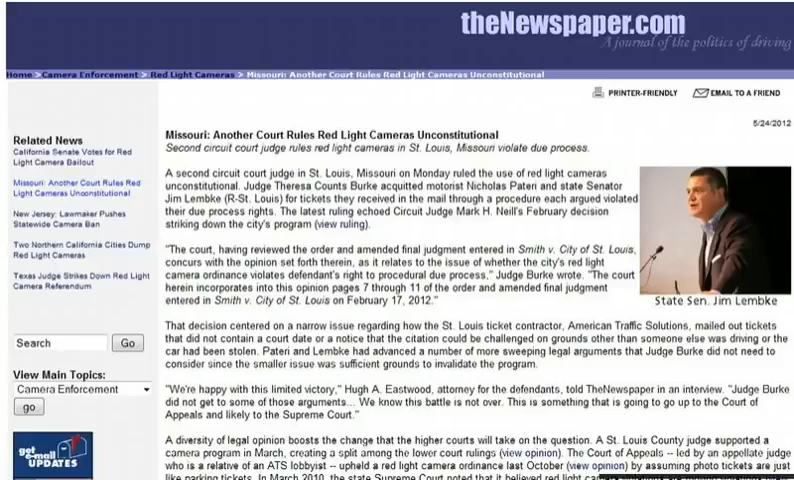 theNewspaper.com
A journal of the politics of driving
Home > Camera Enforcement > Red Light Cameras > Missouri: Another Court Rules Red Light Cameras Unconstitutional
PRINTER-FRIENDLY EMAIL TO A FRIEND
5/24/2012
Related News
California Senate Votes for Red
Light Camera Bailout
Missouri: Another Court Rules Red
Light Cameras Unconstitutional
New Jersey: Lawmaker Pushes
Statewide Camera Ban
Two Northern California Cities Dump
Red Light Cameras
Texas Judge Strikes Down Red Light
Camera Referendum
Search Go
View Main Topics:
Camera Enforcement
go
got e-mail
UPDATES
Missouri: Another Court Rules Red Light Cameras Unconstitutional
Second circuit court judge rules red light cameras in St. Louis, Missouri violate due process.
A second circuit court judge in St. Louis, Missouri on Monday ruled the use of red light cameras
unconstitutional. Judge Theresa Counts Burke acquitted motorist Nicholas Pateri and state Senator
Jim Lembke (R-St. Louis) for tickets they received in the mail through a procedure each argued violated
their due process rights. The latest ruling echoed Circuit Judge Mark H. Neill's February decision
striking down the city's program (view ruling).
"The court, having reviewed the order and amended final judgment entered in Smith v. City of St. Louis,
concurs with the opinion set forth therein, as it relates to the issue of whether the city's red light
camera ordinance violates defendant's right to procedural due process," Judge Burke wrote. "The court
herein incorporates into this opinion pages 7 through 11 of the order and amended final judgment
entered in Smith v. City of St. Louis on February 17, 2012."
State Sen. Jim Lembke
That decision centered on a narrow issue regarding how the St. Louis ticket contractor, American Traffic Solutions, mailed out tickets
that did not contain a court date or a notice that the citation could be challenged on grounds other than someone else was driving or the
car had been stolen. Pateri and Lembke had advanced a number of more sweeping legal arguments that Judge Burke did not need to
consider since the smaller issue was sufficient grounds to invalidate the program.
"We're happy with this limited victory," Hugh A. Eastwood, attorney for the defendants, told TheNewspaper in an interview. "Judge Burke
did not get to some of those arguments... We know this battle is not over. This is something that is going to go up to the Court of
Appeals and likely to the Supreme Court."
A diversity of legal opinion boosts the change that the higher courts will take on the question. A St. Louis County judge supported a
camera program in March, creating a split among the lower court rulings (view opinion). The Court of Appeals -- led by an appellate judge
who is a relative of an ATS lobbyist -- upheld a red light camera ordinance last October (view opinion) by assuming photo tickets are just
like parking tickets. In March 2010, the state Supreme Court noted that it believed red light